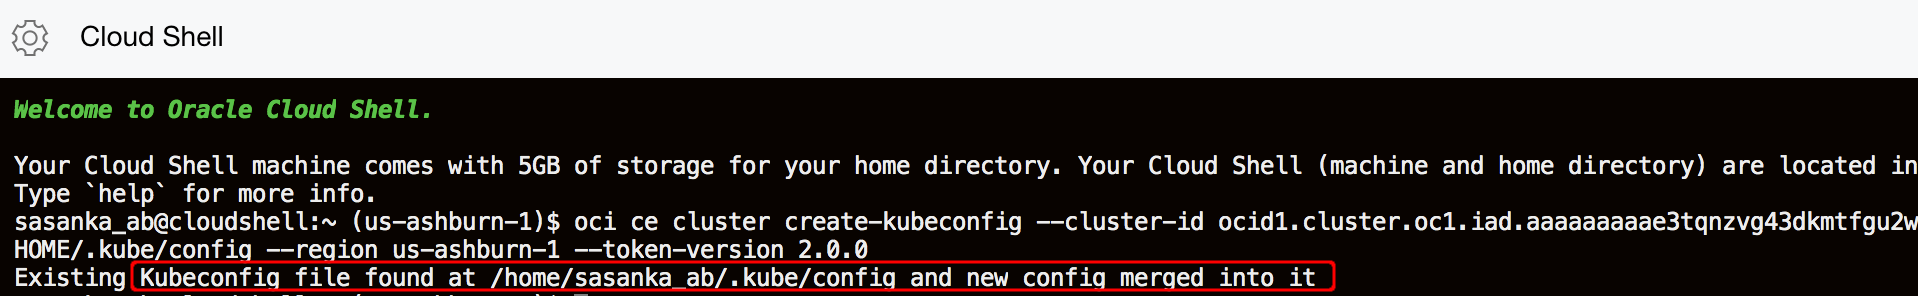 Cloud Shell
Welcome to Oracle Cloud Shell.
Your Cloud Shell machine comes with 5GB of storage for your home directory. Your Cloud Shell (machine and home directory) are located in
Type `help` for more info.
sasanka_ab@cloudshell:~ (us-ashburn-1)$ oci ce cluster create-kubeconfig --cluster-id ocid1.cluster.oc1.iad.aaaaaaaaaae3tqnzvg43dkmtfgu2w
HOME/.kube/config --region us-ashburn-1 --token-version 2.0.0
Existing Kubeconfig file found at /home/sasanka_ab/.kube/config and new config merged into it